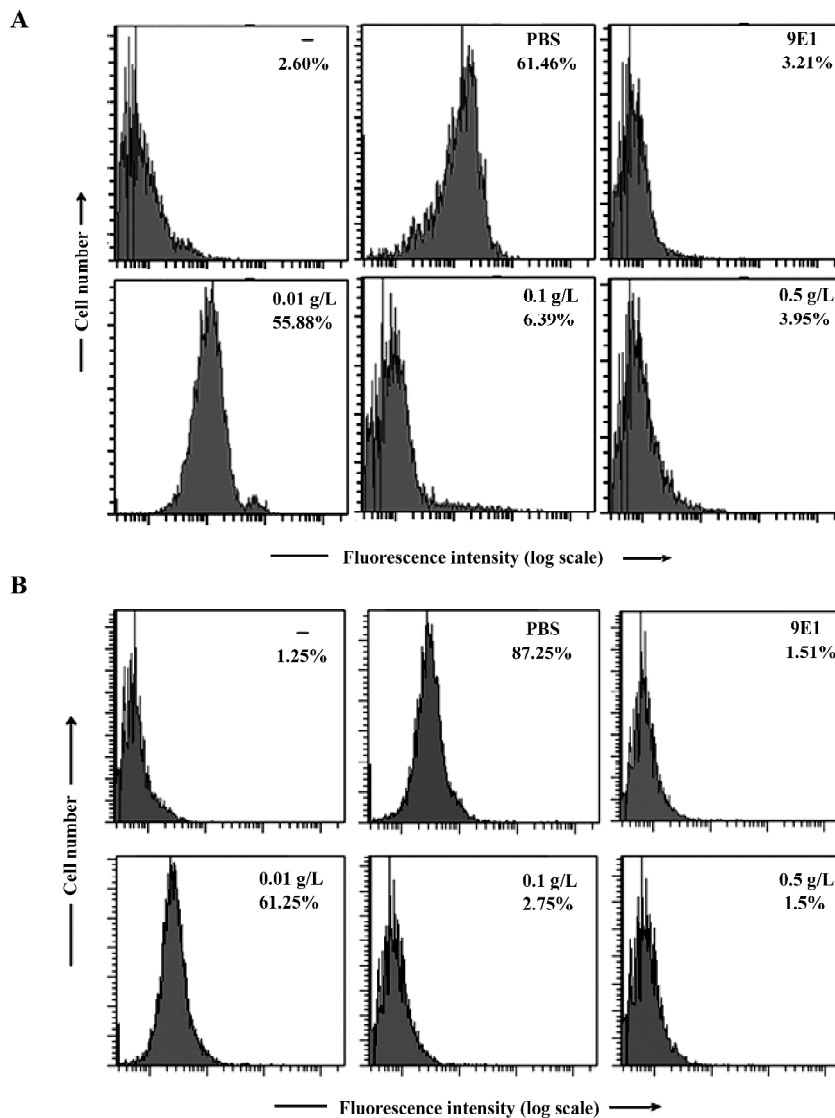 A
–
2.60%
PBS
61.46%
9E1
3.21%
Cell number
0.01 g/L
55.88%
0.1 g/L
6.39%
0.5 g/L
3.95%
Fluorescence intensity (log scale)
B
–
1.25%
PBS
87.25%
9E1
1.51%
Cell number
0.01 g/L
61.25%
0.1 g/L
2.75%
0.5 g/L
1.5%
Fluorescence intensity (log scale)